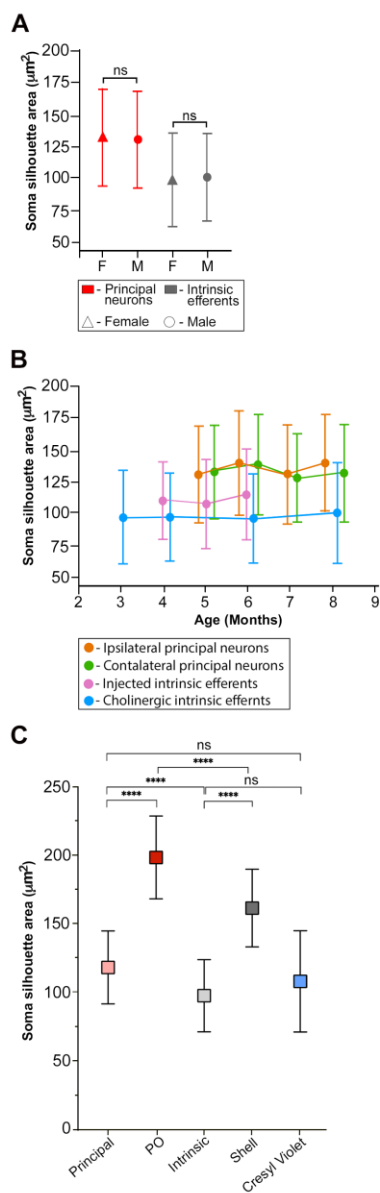 A
Soma silhouette area (μm2)
200
175
150
125
100
75
50
ns
ns
F M F M
- Principal neurons
- Intrinsic efferents
- Female
- Male
B
Soma silhouette area (μm2)
200
175
150
125
100
75
50
2 3 4 5 6 7 8 9
Age (Months)
- Ipsilateral principal neurons
- Contalateral principal neurons
- Injected intrinsic efferents
- Cholinergic intrinsic effernts
C
ns
****
**** ns
**** ****
Soma silhouette area (μm2)
250
200
150
100
50
0
Principal
PO
Intrinsic
Shell
Cresyl Violet